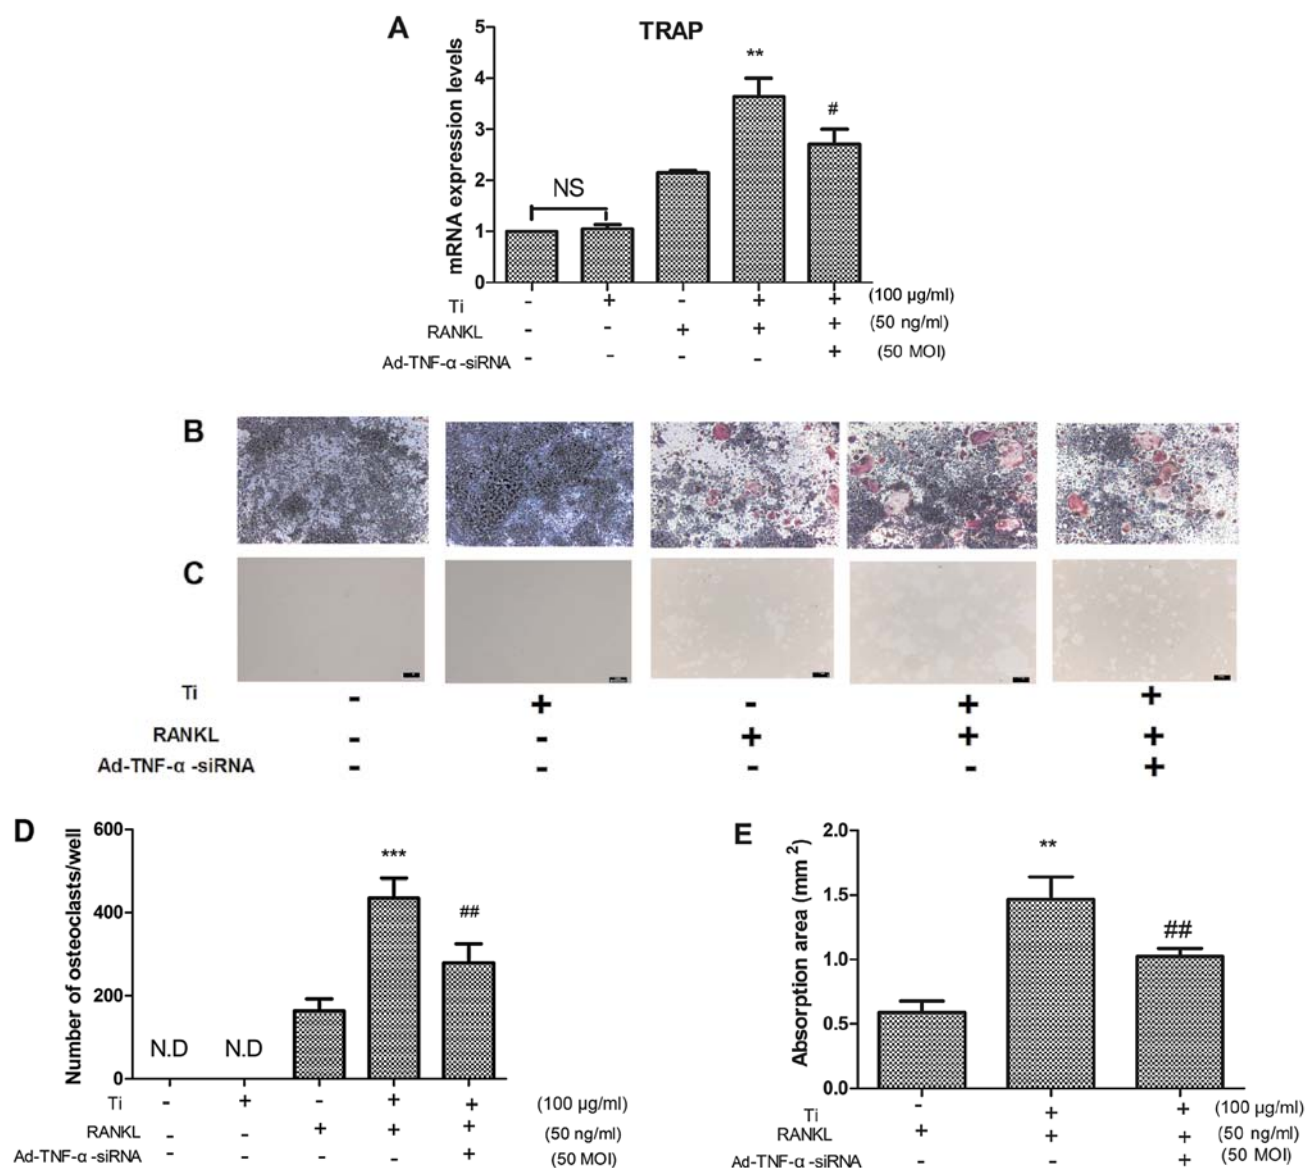 A
TRAP
mRNA expression levels
5
4
3
2
1
0
**
#
NS
Ti - + - + + (100 µg/ml)
RANKL - - + + + (50 ng/ml)
Ad-TNF-α-siRNA - - - - + (50 MOI)
B
C
Ti - + - + +
RANKL - - + + +
Ad-TNF-α-siRNA - - - - +
D
Number of osteoclasts/well
600
400
200
0
N.D N.D
***
##
Ti - + - + + (100 µg/ml)
RANKL - - + + + (50 ng/ml)
Ad-TNF-α-siRNA - - - - + (50 MOI)
E
Absorption area (mm²)
2.0
1.5
1.0
0.5
0.0
**
##
Ti - + + (100 µg/ml)
RANKL + + + (50 ng/ml)
Ad-TNF-α-siRNA - - + (50 MOI)